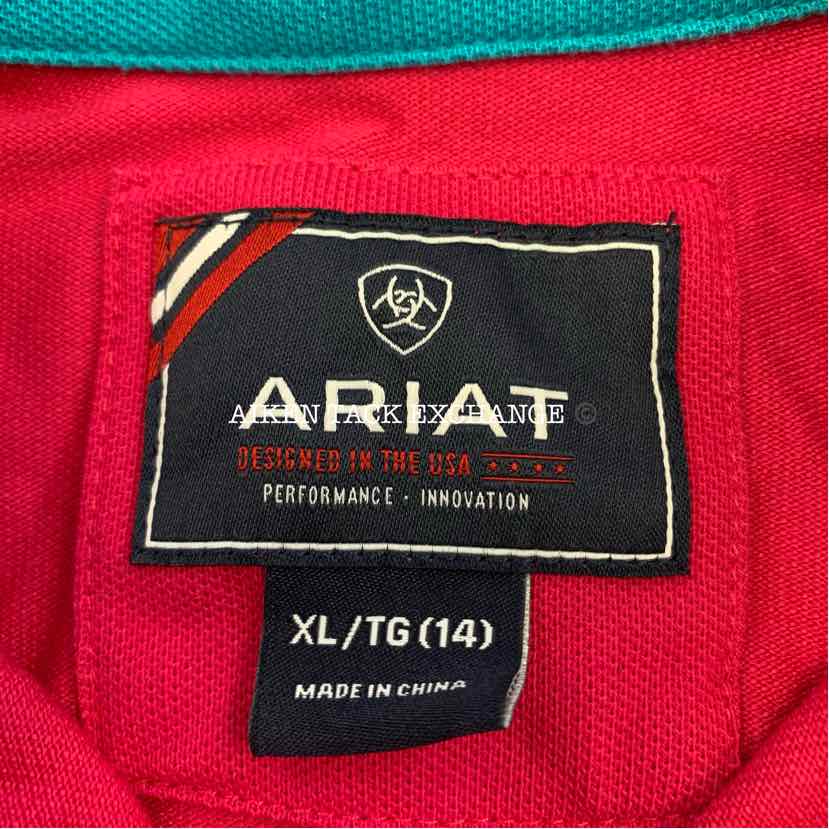 ARIAT
AIKEN TACK EXCHANGE ©
DESIGNED IN THE USA
PERFORMANCE · INNOVATION
XL/TG (14)
MADE IN CHINA